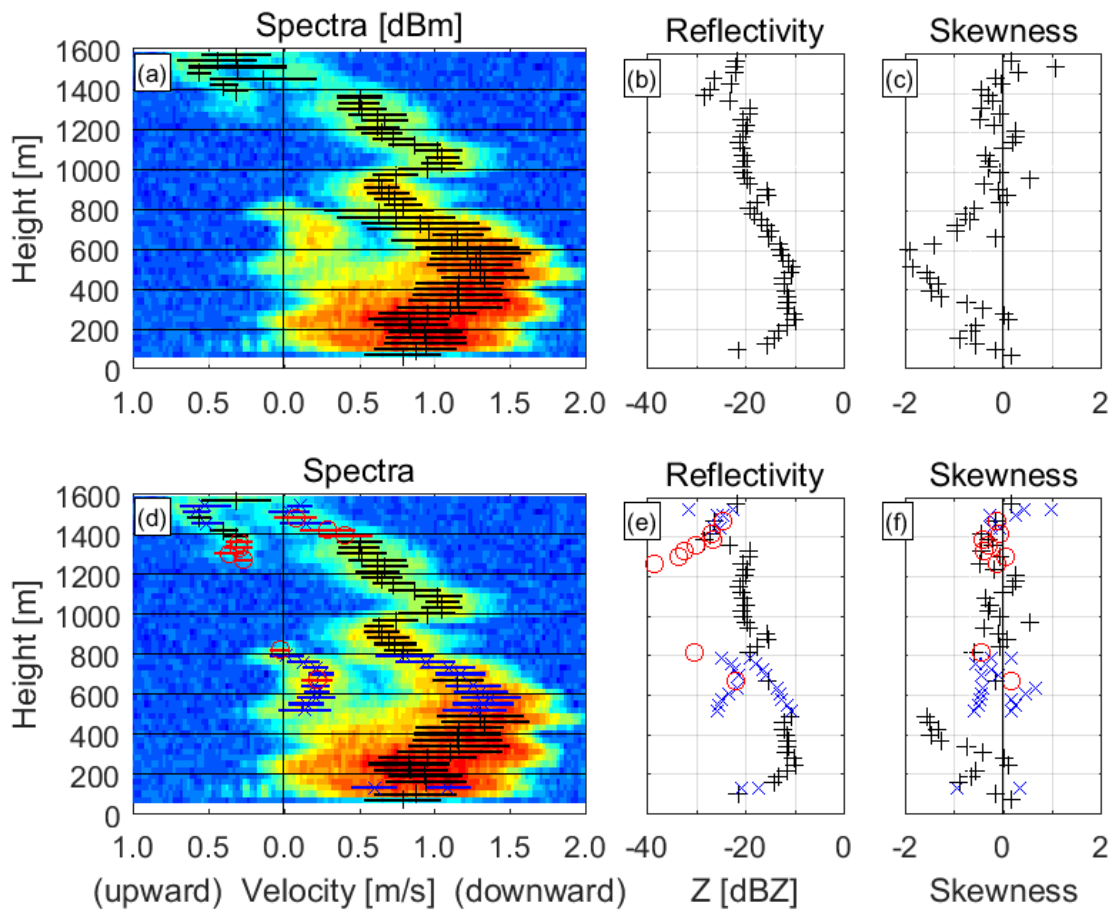 Spectra [dBm] Reflectivity Skewness
(a) (b) (c)
1600
1400
1200
1000
800
600
400
200
0
Height [m]
1.0 0.5 0.0 0.5 1.0 1.5 2.0 -40 -20 0 -2 0 2
Spectra Reflectivity Skewness
(d) (e) (f)
1600
1400
1200
1000
800
600
400
200
0
Height [m]
1.0 0.5 0.0 0.5 1.0 1.5 2.0 -40 -20 0 -2 0 2
(upward) Velocity [m/s] (downward) Z [dBZ] Skewness